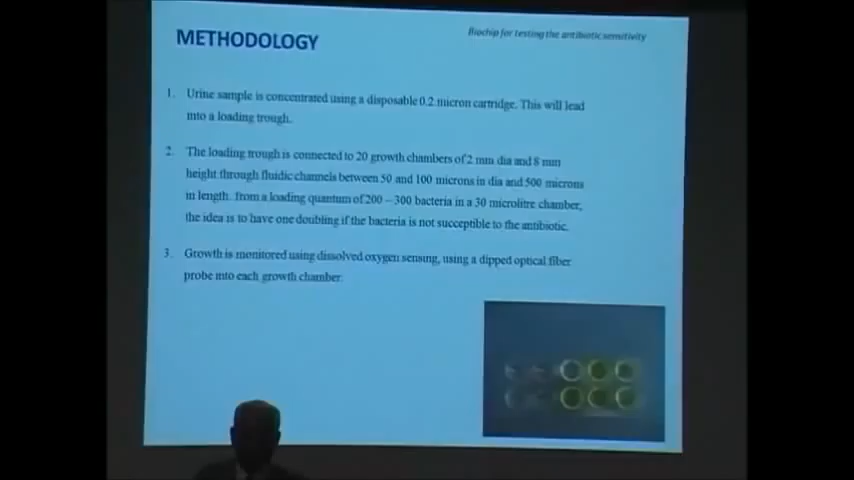 METHODOLOGY
Biochip for testing the antibiotic sensitivity
1. Urine sample is concentrated using a disposable 0.2 micron cartridge. This will lead
into a loading trough.
2. The loading trough is connected to 20 growth chambers of 2 mm dia and 8 mm
height through fluidic channels between 50 and 100 microns in dia and 500 microns
in length. From a loading quantum of 200 – 300 bacteria in a 30 microlitre chamber,
the idea is to have one doubling if the bacteria is not succeptible to the antibiotic.
3. Growth is monitored using dissolved oxygen sensing, using a dipped optical fiber
probe into each growth chamber.